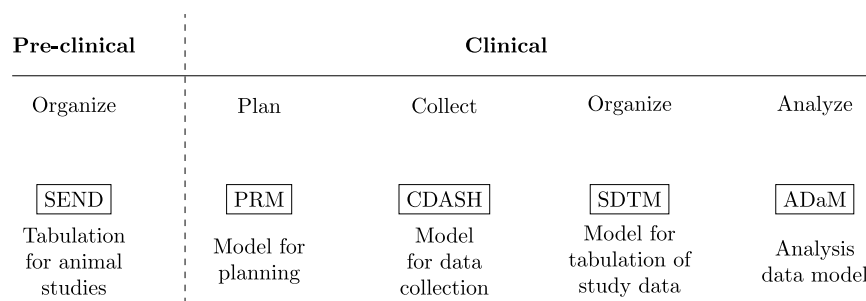 Pre-clinical Clinical
Organize Plan Collect Organize Analyze
SEND PRM CDASH SDTM ADaM
Tabulation
for animal
studies
Model for
planning
Model
for data
collection
Model for
tabulation of
study data
Analysis
data model